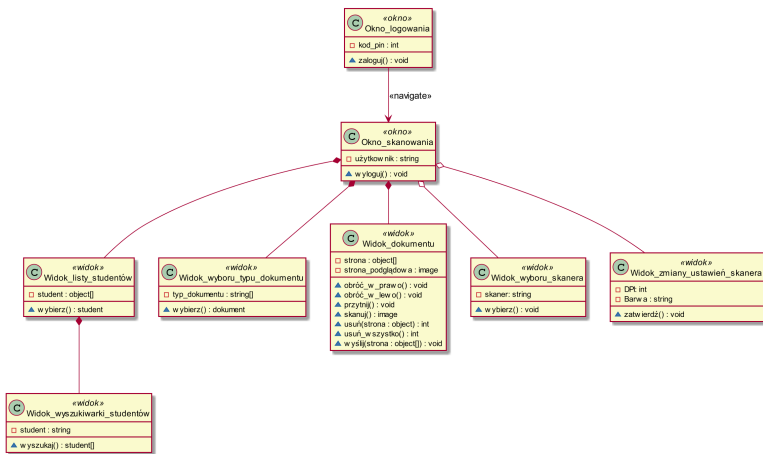 C
«okno»
Okno_logowania
kod_pin : int
zaloguj() : void
«navigate»
C
«okno»
Okno_skanowania
użytkownik : string
wyloguj() : void
C
«widok»
Widok_listy_studentów
student : object[]
wybierz() : student
C
«widok»
Widok_wyboru_typu_dokumentu
typ_dokumentu : string[]
wybierz() : dokument
C
«widok»
Widok_dokumentu
strona : object[]
strona_podglądowa : image
obróć_w_prawo() : void
obróć_w_lewo() : void
przytnij() : void
skanuj() : image
usuń(strona : object) : int
usuń_wszystko() : int
wyślij(strona : object[]) : void
C
«widok»
Widok_wyboru_skanera
skaner: string
wybierz() : void
C
«widok»
Widok_zmiany_ustawień_skanera
DPI: int
Barwa : string
zatwierdź() : void
C
«widok»
Widok_wyszukiwarki_studentów
student : string
wyszukaj() : student[]